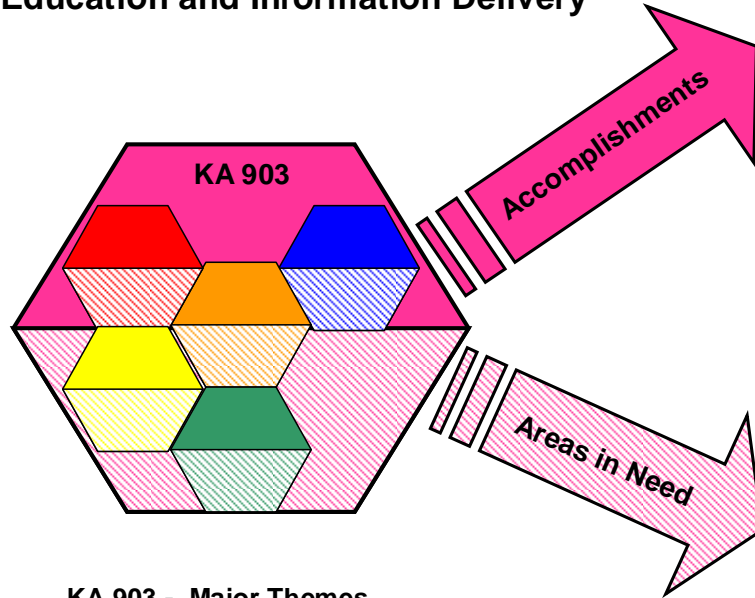 Education and Information Delivery
KA 903
Accomplishments
Areas in Need
KA 903 - Major Themes